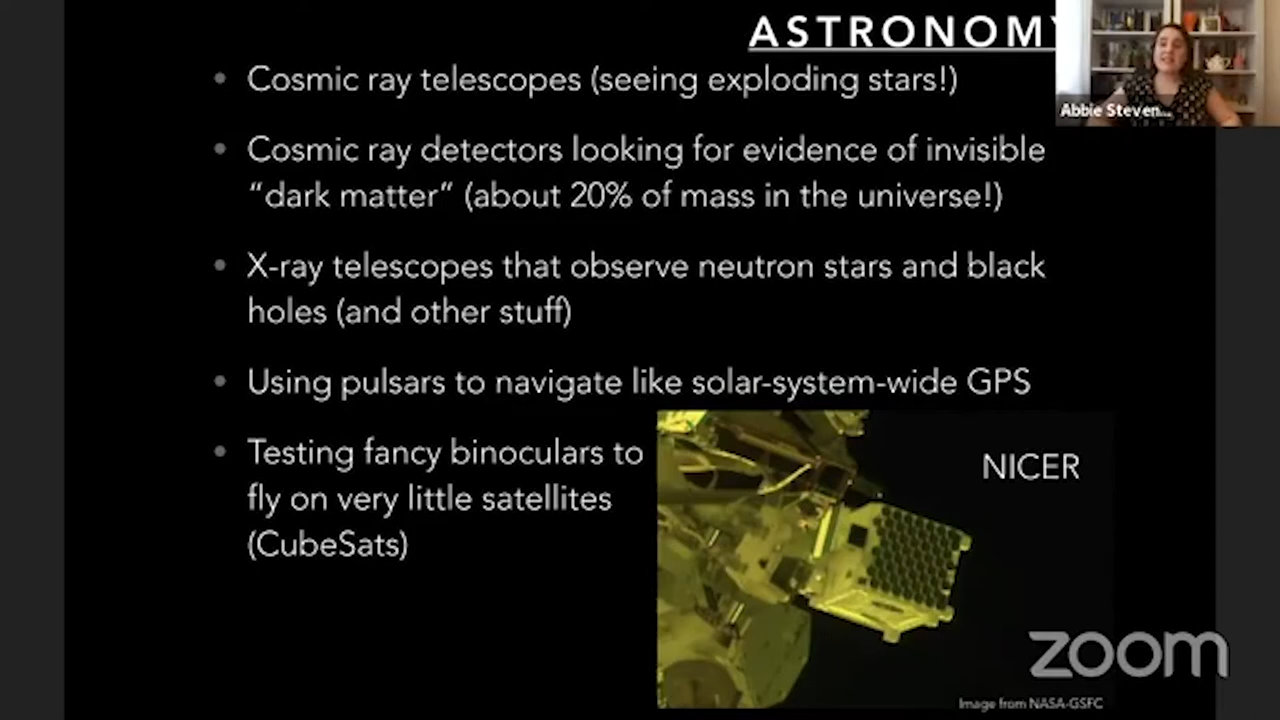 ASTRONOMY
• Cosmic ray telescopes (seeing exploding stars!)
• Cosmic ray detectors looking for evidence of invisible
“dark matter” (about 20% of mass in the universe!)
• X-ray telescopes that observe neutron stars and black
holes (and other stuff)
• Using pulsars to navigate like solar-system-wide GPS
• Testing fancy binoculars to
fly on very little satellites
(CubeSats)
NICER
Image from NASA-GSFC
Abbie Steven...
zoom